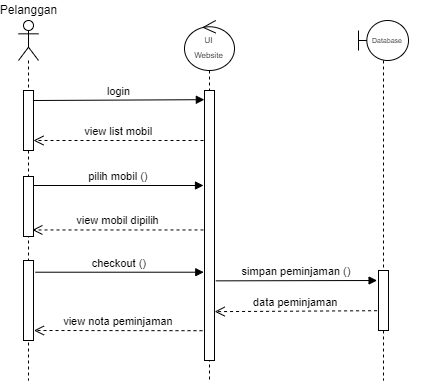 Pelanggan
UI
Website
Database
login
view list mobil
pilih mobil ()
view mobil dipilih
checkout ()
simpan peminjaman ()
data peminjaman
view nota peminjaman